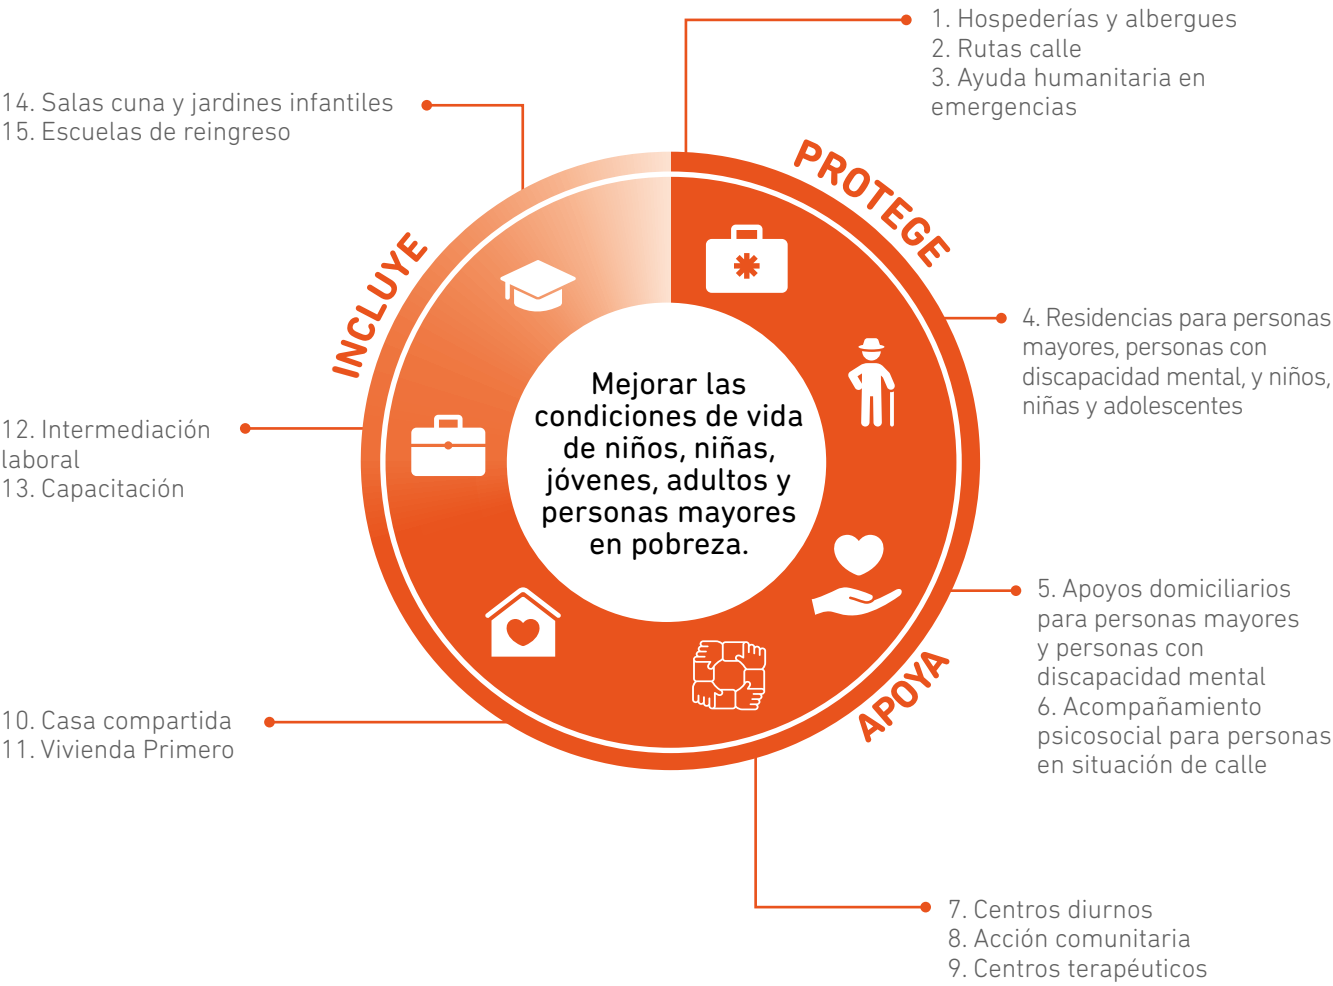 1. Hospederías y albergues
2. Rutas calle
3. Ayuda humanitaria en
emergencias
PROTEGE
4. Residencias para personas
mayores, personas con
discapacidad mental, y niños,
niñas y adolescentes
5. Apoyos domiciliarios
para personas mayores
y personas con
discapacidad mental
6. Acompañamiento
psicosocial para personas
en situación de calle
APOYA
7. Centros diurnos
8. Acción comunitaria
9. Centros terapéuticos
10. Casa compartida
11. Vivienda Primero
12. Intermediación
laboral
13. Capacitación
INCLUYE
14. Salas cuna y jardines infantiles
15. Escuelas de reingreso
Mejorar las
condiciones de vida
de niños, niñas,
jóvenes, adultos y
personas mayores
en pobreza.